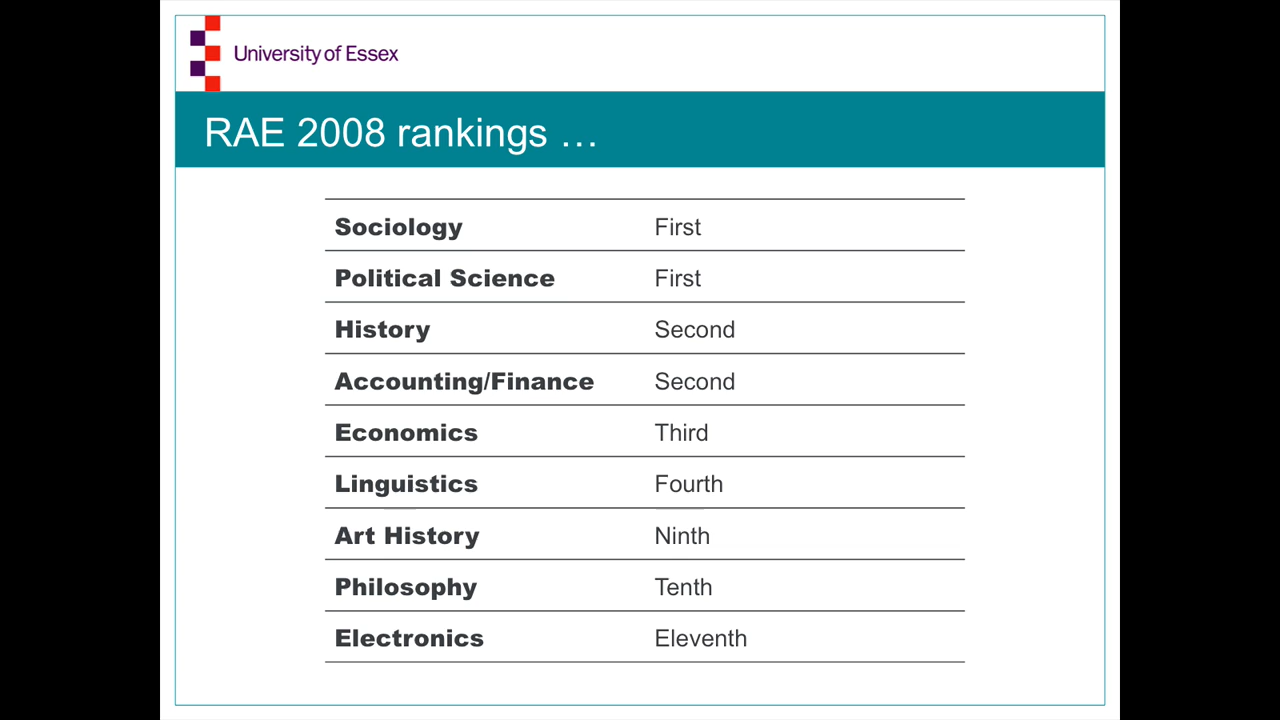 University of Essex
RAE 2008 rankings …
Sociology First
Political Science First
History Second
Accounting/Finance Second
Economics Third
Linguistics Fourth
Art History Ninth
Philosophy Tenth
Electronics Eleventh